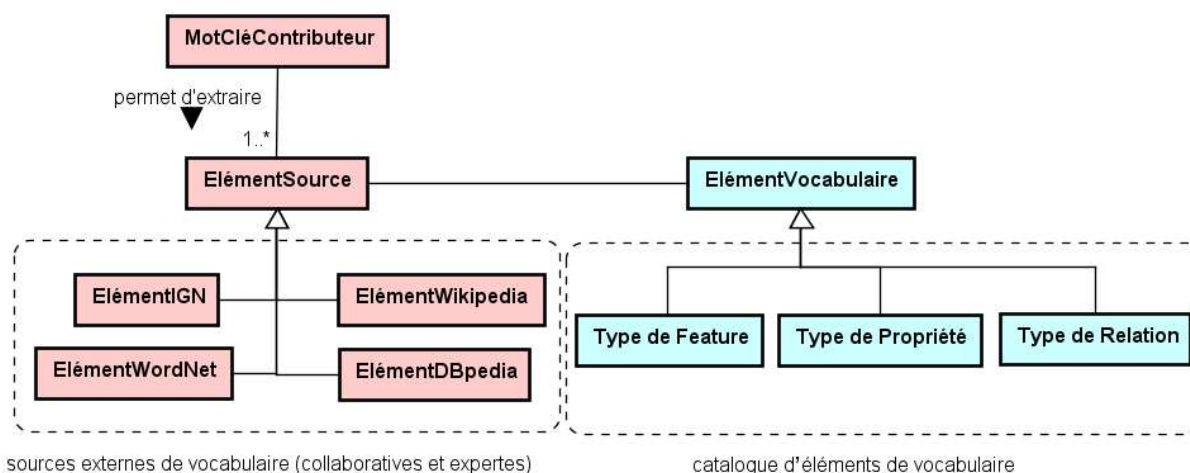 MotCléContributeur
permet d'extraire
1..*
ElémentSource
ElémentVocabulaire
ElémentIGN
ElémentWikipedia
ElémentWordNet
ElémentDBpedia
Type de Feature
Type de Propriété
Type de Relation
sources externes de vocabulaire (collaboratives et expertes)
catalogue d'éléments de vocabulaire